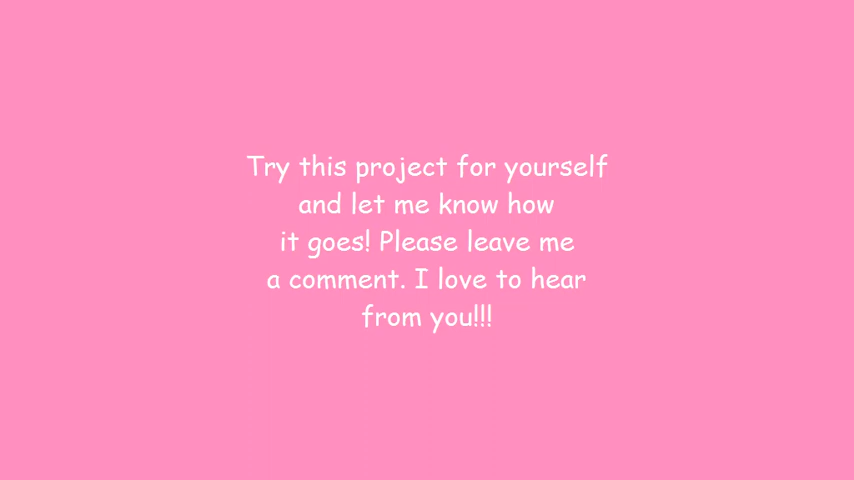 Try this project for yourself
and let me know how
it goes! Please leave me
a comment. I love to hear
from you!!!